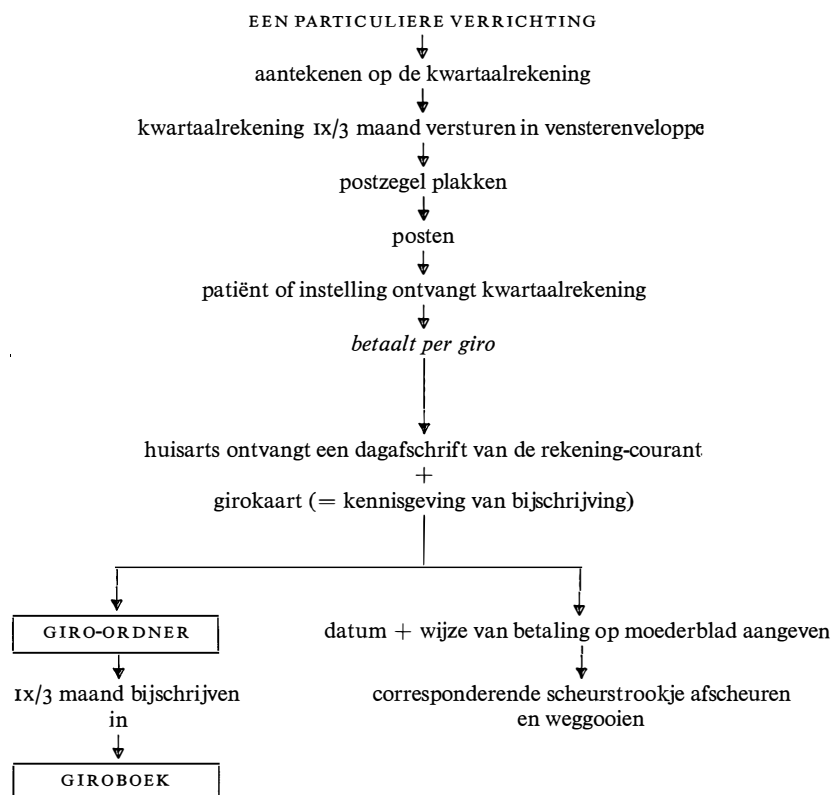 EEN PARTICULIERE VERRICHTING
aantekenen op de kwartaalrekening
kwartaalrekening 1x/3 maand versturen in vensterenveloppe
postzegel plakken
posten
patiënt of instelling ontvangt kwartaalrekening
betaalt per giro
huisarts ontvangt een dagafschrift van de rekening-courant
+
girokaart (= kennisgeving van bijschrijving)
GIRO-ORDNER
datum + wijze van betaling op moederblad aangeven
1x/3 maand bijschrijven
in
corresponderende scheurstrookje afscheuren
en weggooien
GIROBOEK